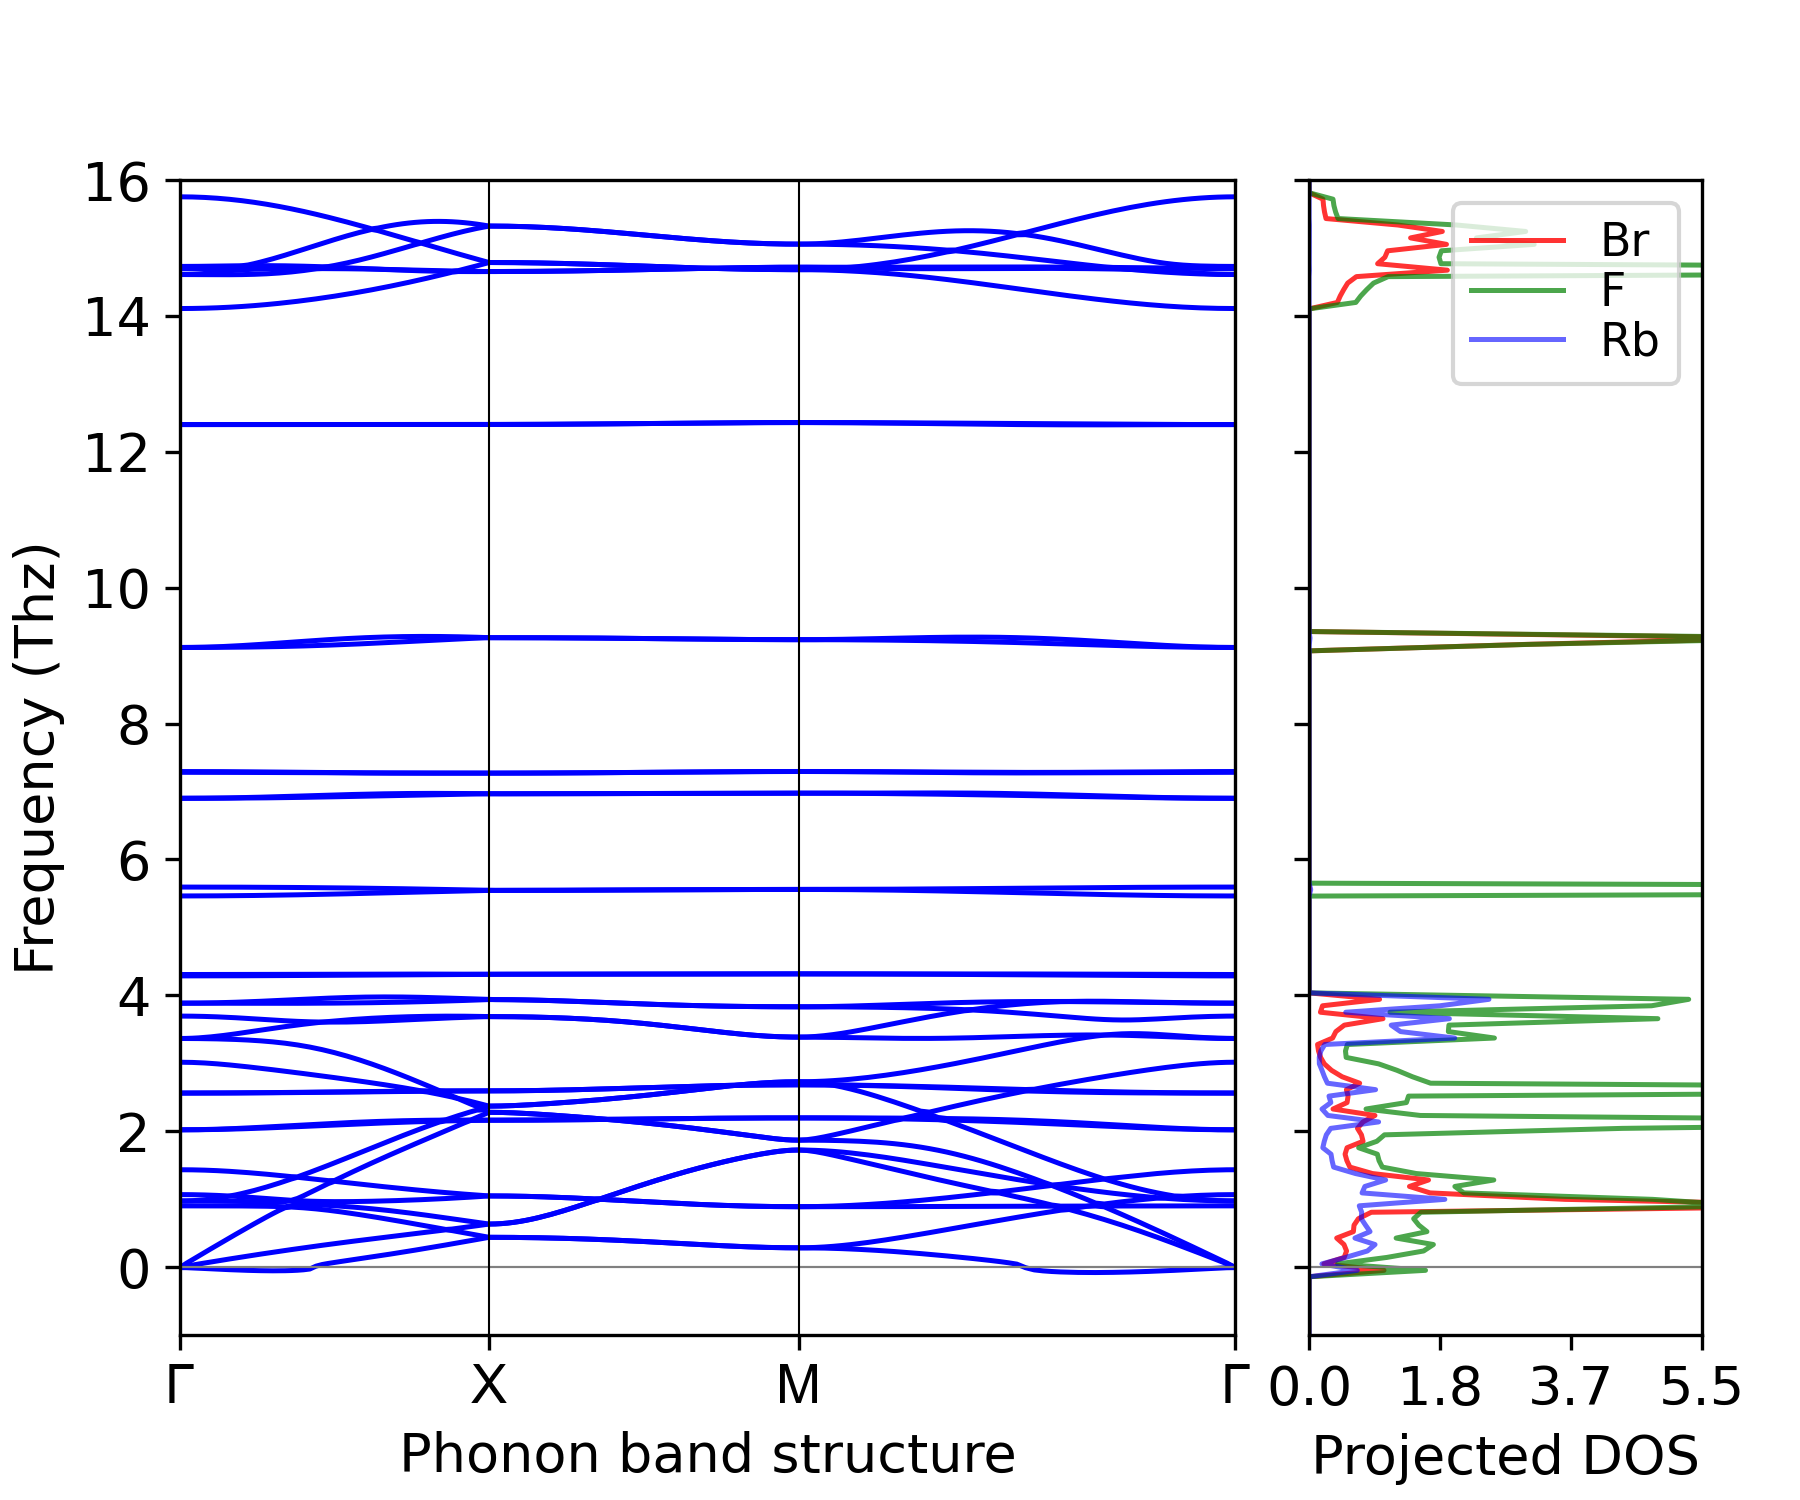 16
14
12
10
8
6
4
2
0
Frequency (Thz)
Γ X M Γ
Phonon band structure
Br
F
Rb
0.0 1.8 3.7 5.5
Projected DOS